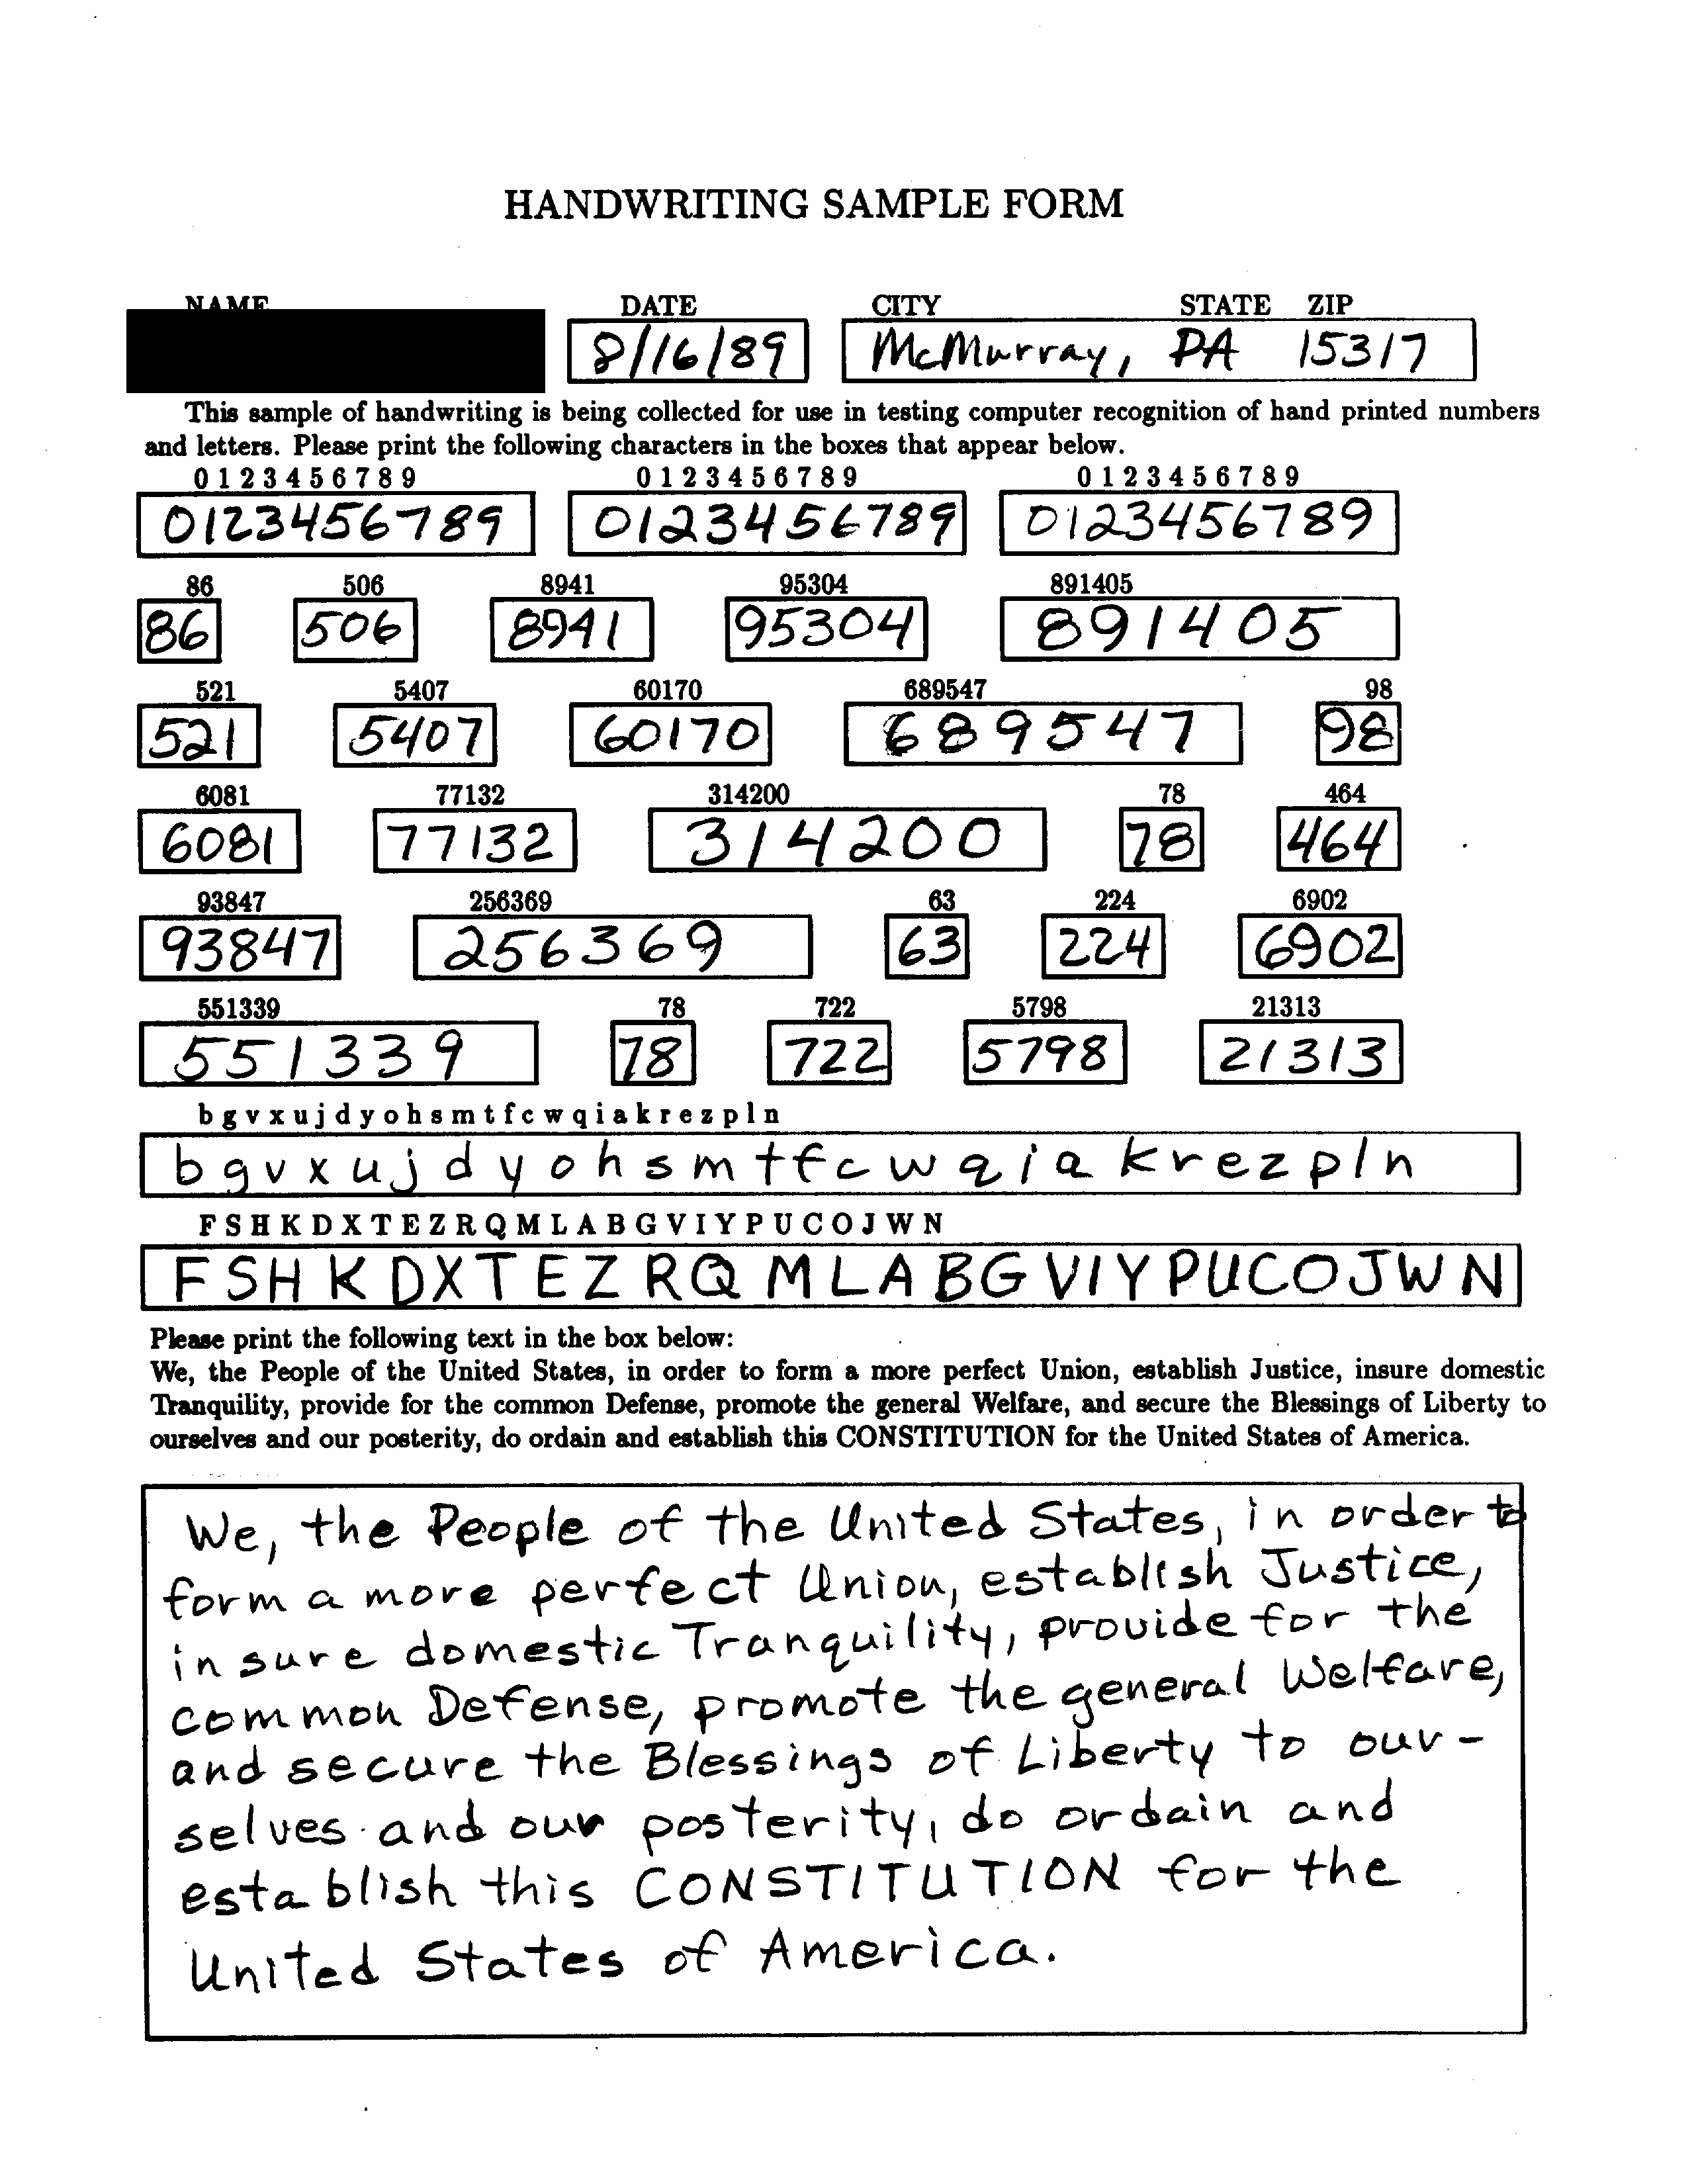 HANDWRITING SAMPLE FORM
NAME DATE CITY STATE ZIP
8/16/89 McMurray, PA 15317
This sample of handwriting is being collected for use in testing computer recognition of hand printed numbers
and letters. Please print the following characters in the boxes that appear below.
0 1 2 3 4 5 6 7 8 9 0 1 2 3 4 5 6 7 8 9 0 1 2 3 4 5 6 7 8 9
0123456789 0123456789 0123456789
86 506 8941 95304 891405
86 506 8941 95304 891405
521 5407 60170 689547 98
521 5407 60170 689547 98
6081 77132 314200 78 464
6081 77132 314200 78 464
93847 256369 63 224 6902
93847 256369 63 224 6902
551339 78 722 5798 21313
551339 78 722 5798 21313
b g v x u j d y o h s m t f c w q i a k r e z p l n
b g v x u j d y o h s m t f c w q i a k r e z p l n
F S H K D X T E Z R Q M L A B G V I Y P U C O J W N
F S H K D X T E Z R Q M L A B G V I Y P U C O J W N
Please print the following text in the box below:
We, the People of the United States, in order to form a more perfect Union, establish Justice, insure domestic
Tranquility, provide for the common Defense, promote the general Welfare, and secure the Blessings of Liberty to
ourselves and our posterity, do ordain and establish this CONSTITUTION for the United States of America.
We, the People of the United States, in order to
form a more perfect Union, establish Justice,
insure domestic Tranquility, provide for the
common Defense, promote the general Welfare,
and secure the Blessings of Liberty to our-
selves and our posterity, do ordain and
establish this CONSTITUTION for the
United States of America.